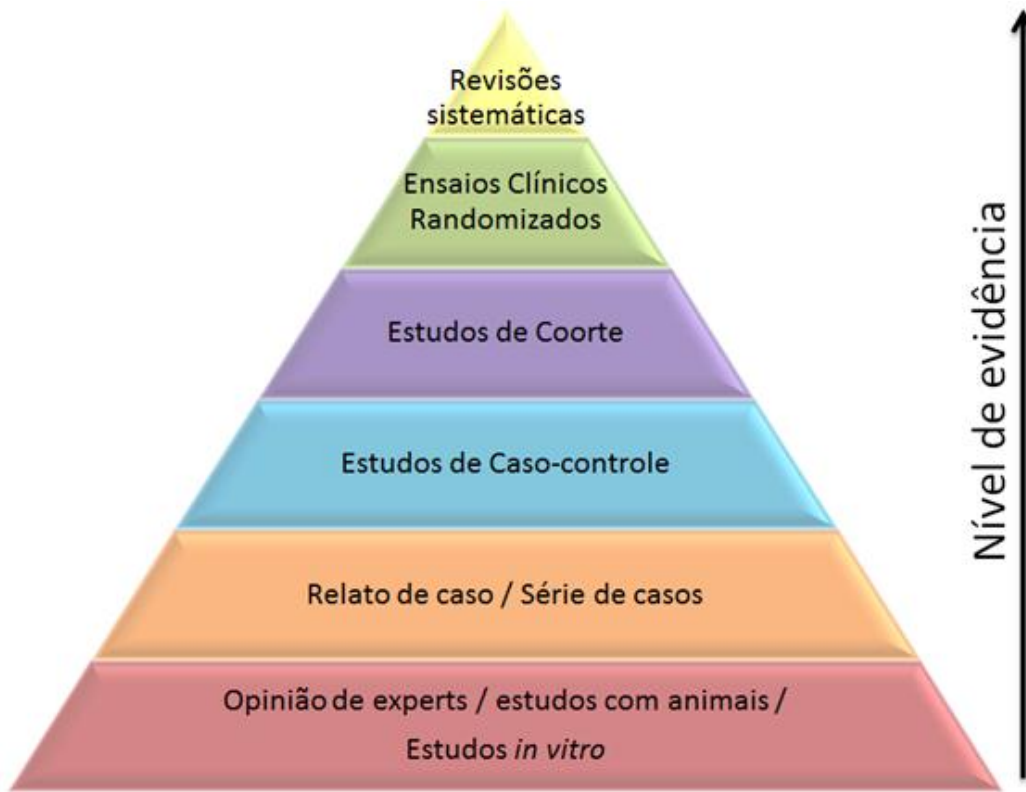 Revisões
sistemáticas
Ensaios Clínicos
Randomizados
Estudos de Coorte
Estudos de Caso-controle
Relato de caso / Série de casos
Opinião de experts / estudos com animais /
Estudos in vitro
Nível de evidência